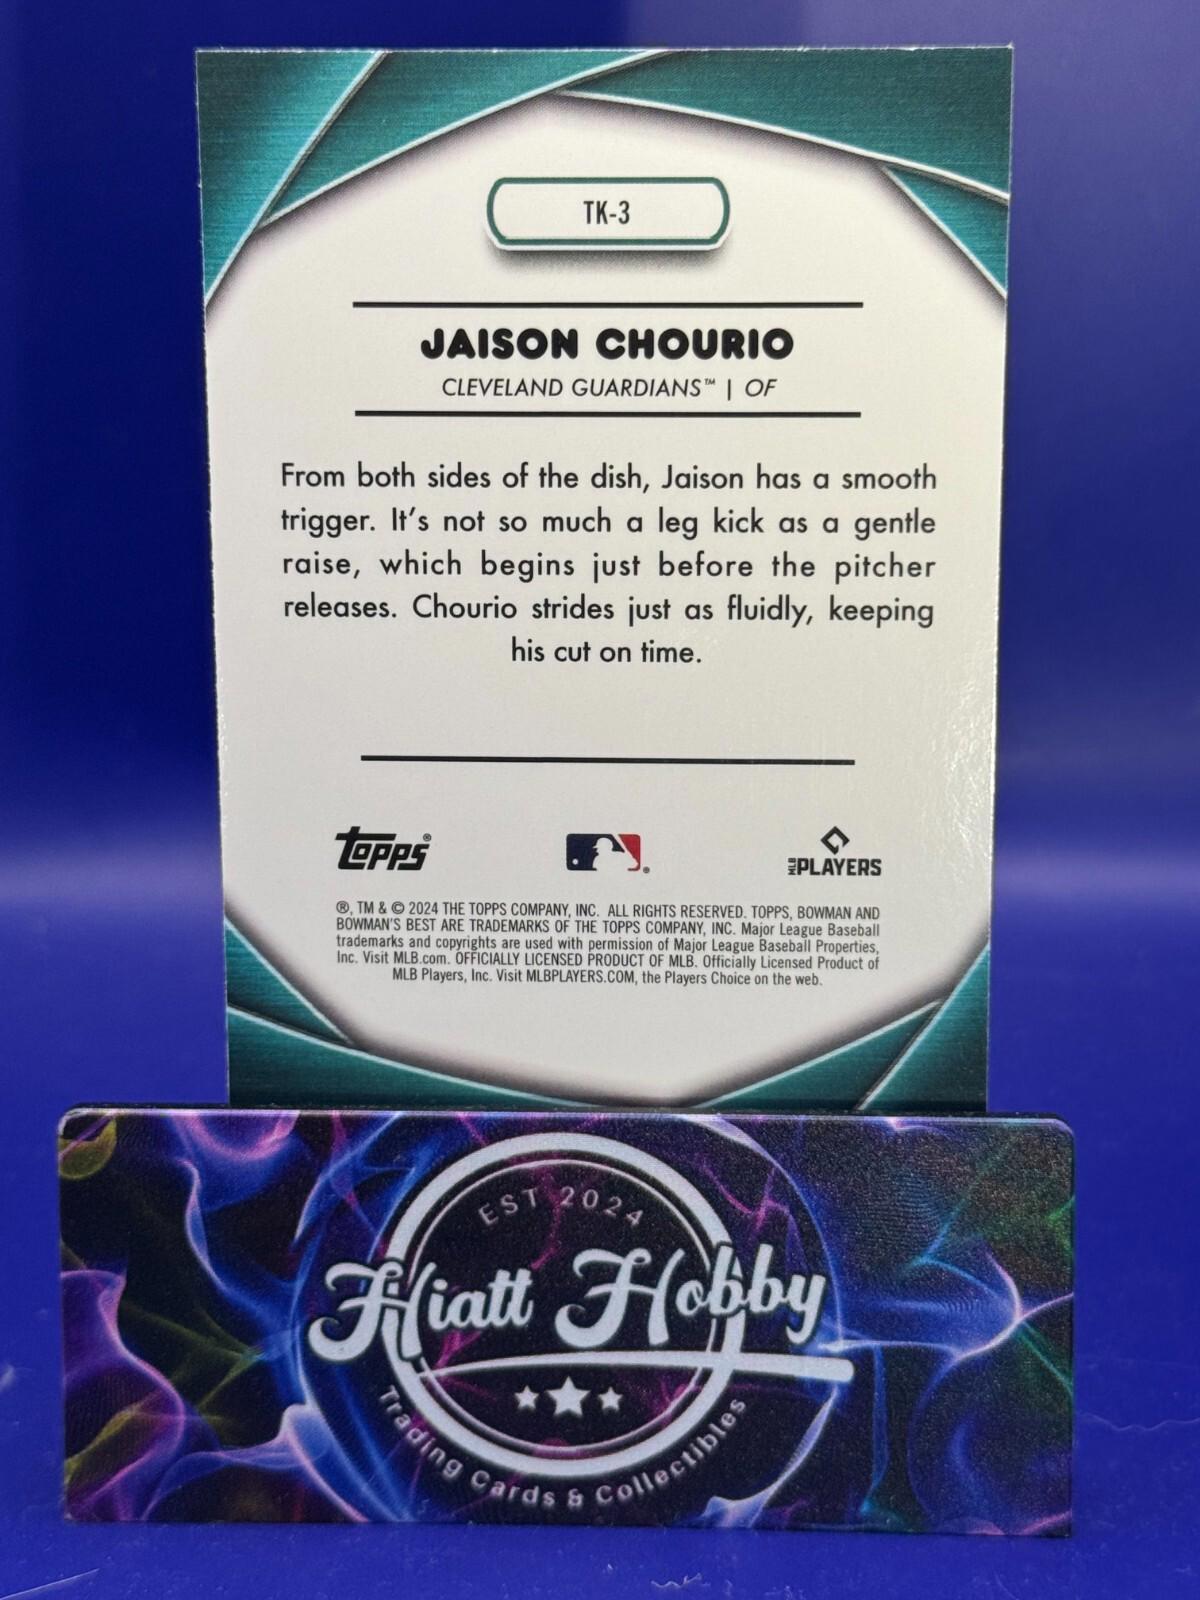 TK-3
JAISON CHOURIO
CLEVELAND GUARDIANS™ | OF
From both sides of the dish, Jaison has a smooth
trigger. It's not so much a leg kick as a gentle
raise, which begins just before the pitcher
releases. Chourio strides just as fluidly, keeping
his cut on time.
topps®
®
MLB PLAYERS
®, TM & © 2024 THE TOPPS COMPANY, INC. ALL RIGHTS RESERVED. TOPPS, BOWMAN AND
BOWMAN'S BEST ARE TRADEMARKS OF THE TOPPS COMPANY, INC. Major League Baseball
trademarks and copyrights are used with permission of Major League Baseball Properties,
Inc. Visit MLB.com. OFFICIALLY LICENSED PRODUCT OF MLB. Officially Licensed Product of
MLB Players, Inc. Visit MLBPLAYERS.COM, the Players Choice on the web.
EST 2024
Hiatt Hobby
Trading Cards & Collectibles